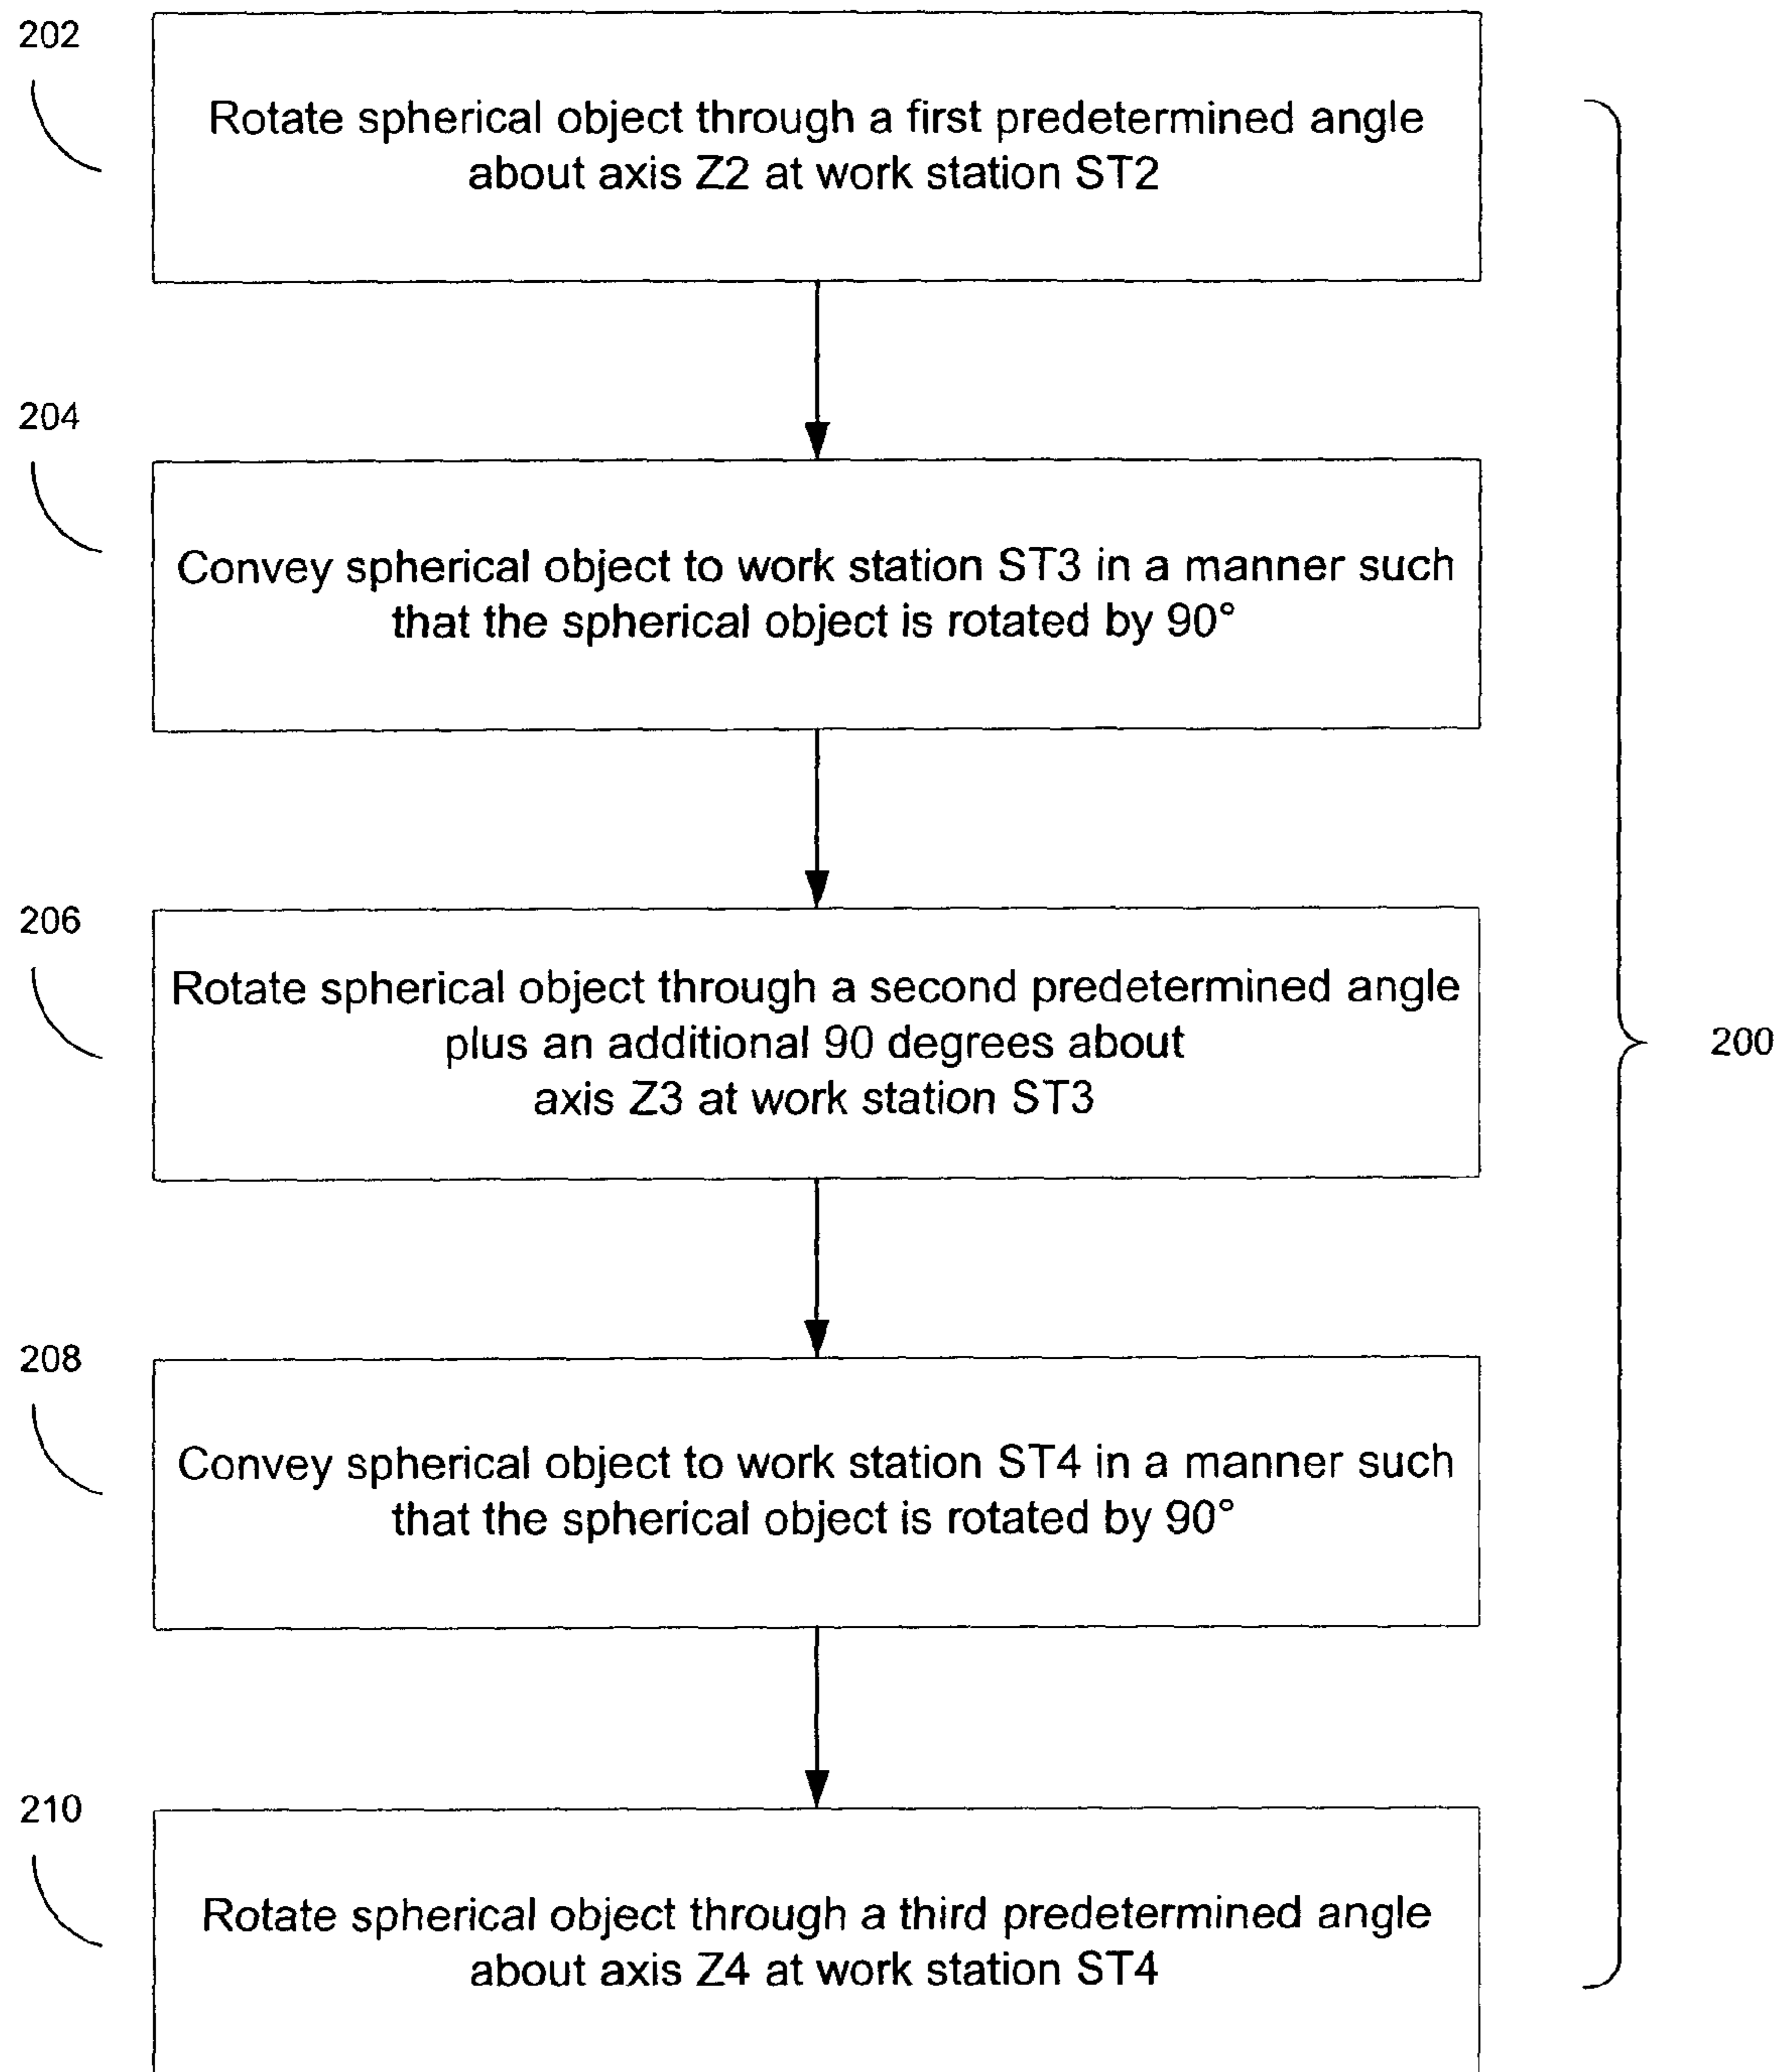 202
Rotate spherical object through a first predetermined angle
about axis Z2 at work station ST2
204
Convey spherical object to work station ST3 in a manner such
that the spherical object is rotated by 90°
206
Rotate spherical object through a second predetermined angle
plus an additional 90 degrees about
axis Z3 at work station ST3
200
208
Convey spherical object to work station ST4 in a manner such
that the spherical object is rotated by 90°
210
Rotate spherical object through a third predetermined angle
about axis Z4 at work station ST4